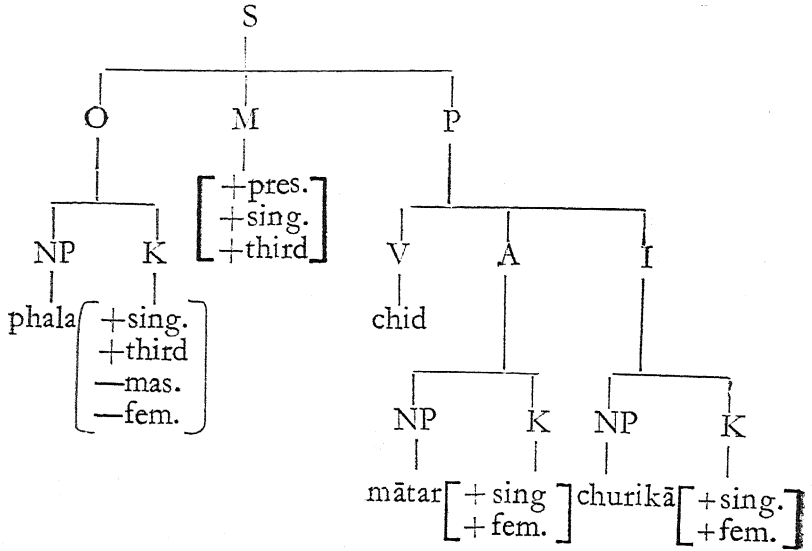 S
O M P
+pres.
+sing.
+third
NP K V A I
phala +sing. chid
+third
—mas.
—fem.
NP K NP K
mātar [+ sing] churikā [+sing.]
+ fem. +fem.